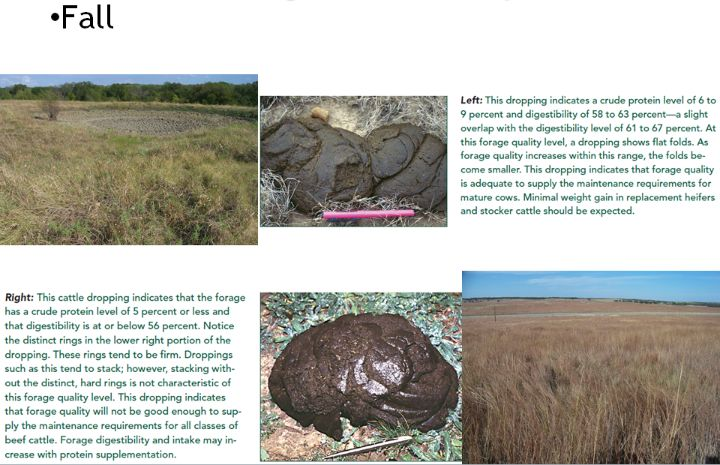 •Fall
Left: This dropping indicates a crude protein level of 6 to
9 percent and digestibility of 58 to 63 percent—a slight
overlap with the digestibility level of 61 to 67 percent. At
this forage quality level, a dropping shows flat folds. As
forage quality increases within this range, the folds be-
come smaller. This dropping indicates that forage quality
is adequate to supply the maintenance requirements for
mature cows. Minimal weight gain in replacement heifers
and stocker cattle should be expected.
Right: This cattle dropping indicates that the forage
has a crude protein level of 5 percent or less and
that digestibility is at or below 56 percent. Notice
the distinct rings in the lower right portion of the
dropping. These rings tend to be firm. Droppings
such as this tend to stack; however, stacking with-
out the distinct, hard rings is not characteristic of
this forage quality level. This dropping indicates
that forage quality will not be good enough to sup-
ply the maintenance requirements for all classes of
beef cattle. Forage digestibility and intake may in-
crease with protein supplementation.